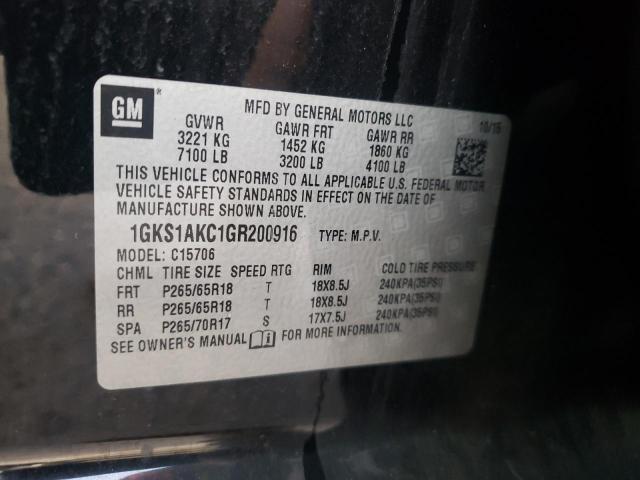 GM
MFD BY GENERAL MOTORS LLC
10/15
GVWR GAWR FRT GAWR RR
3221 KG 1452 KG 1860 KG
7100 LB 3200 LB 4100 LB
THIS VEHICLE CONFORMS TO ALL APPLICABLE U.S. FEDERAL MOTOR
VEHICLE SAFETY STANDARDS IN EFFECT ON THE DATE OF
MANUFACTURE SHOWN ABOVE.
1GKS1AKC1GR200916 TYPE: M.P.V.
MODEL: C15706
CHML TIRE SIZE SPEED RTG RIM COLD TIRE PRESSURE
FRT P265/65R18 T 18X8.5J 240KPA(35PSI)
RR P265/65R18 T 18X8.5J 240KPA(35PSI)
SPA P265/70R17 S 17X7.5J 240KPA(35PSI)
SEE OWNER'S MANUAL FOR MORE INFORMATION.